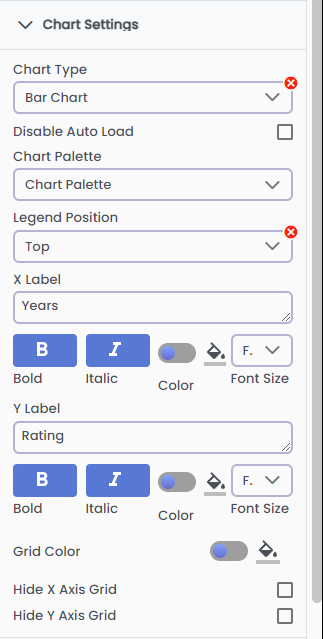 Chart Settings
Chart Type
Bar Chart
Disable Auto Load
Chart Palette
Chart Palette
Legend Position
Top
X Label
Years
B I F.
Bold Italic Color Font Size
Y Label
Rating
B I F.
Bold Italic Color Font Size
Grid Color
Hide X Axis Grid
Hide Y Axis Grid